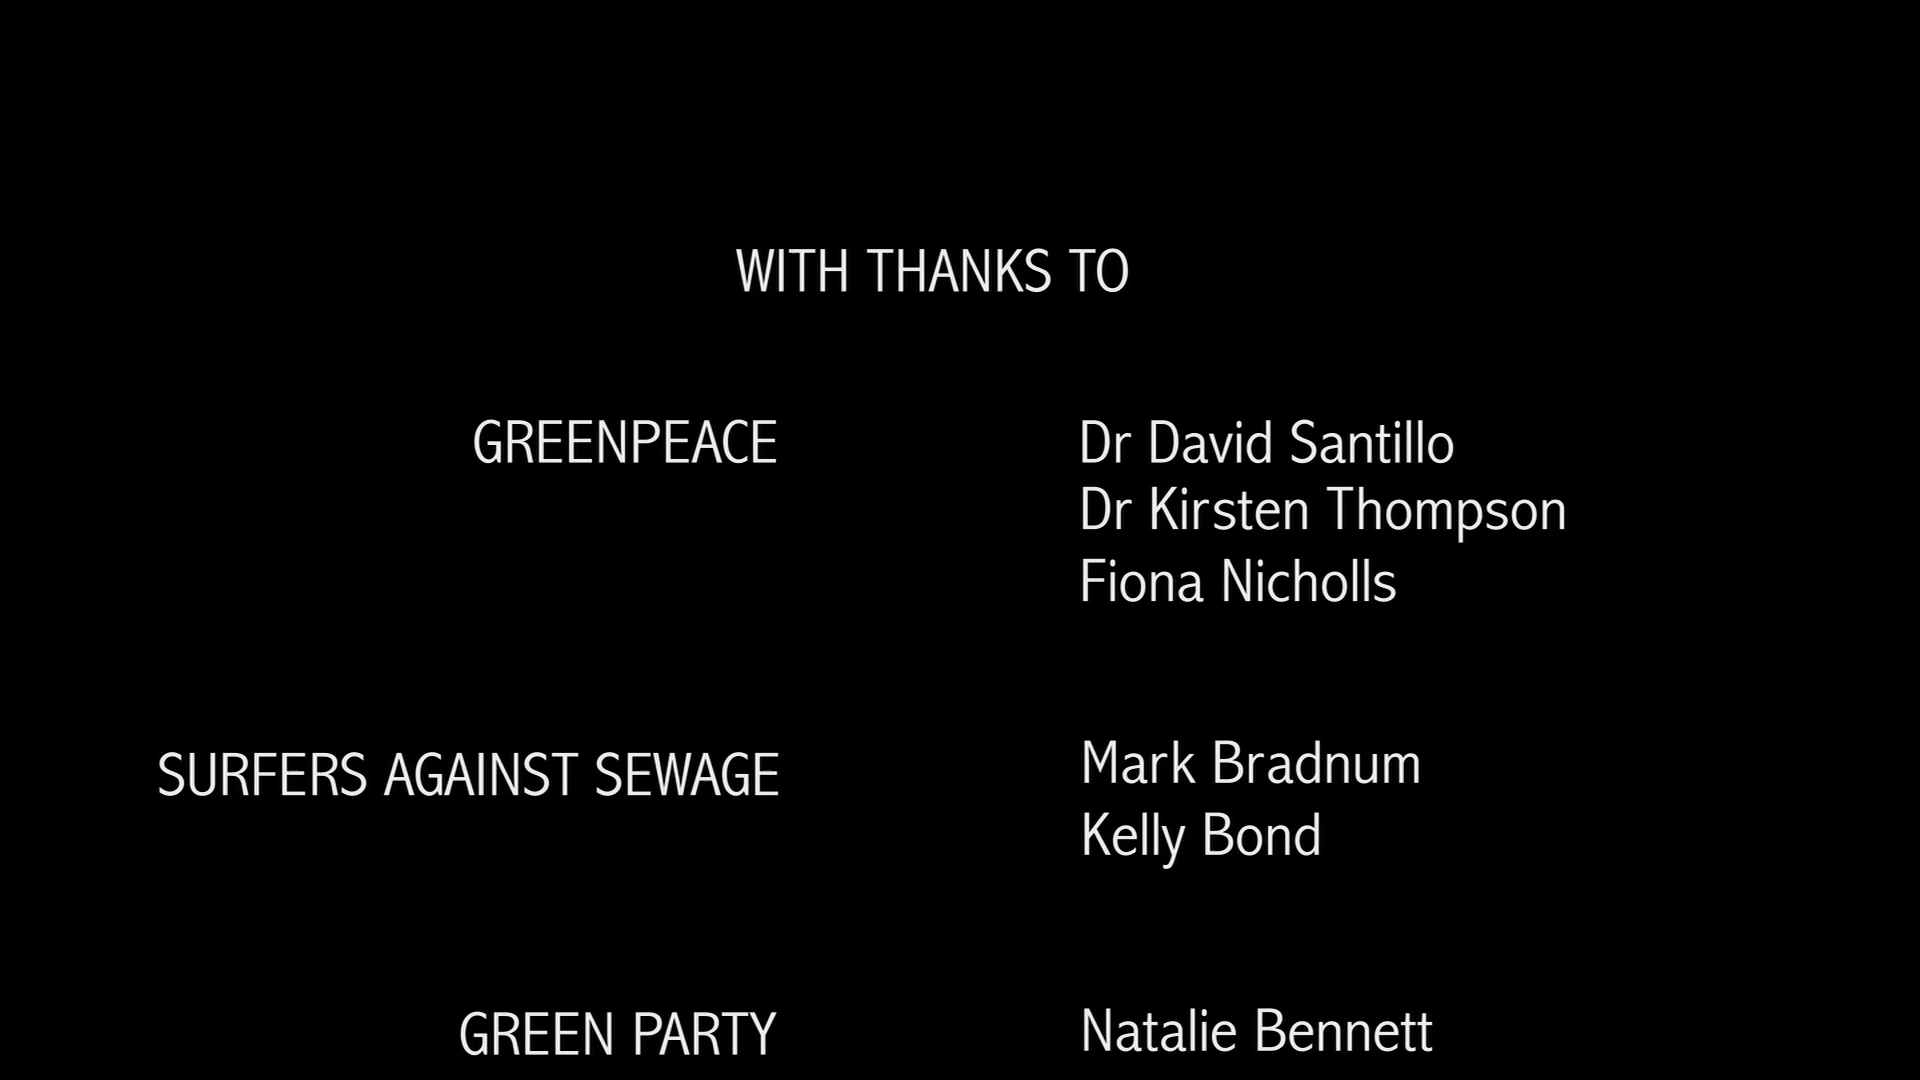 WITH THANKS TO
GREENPEACE
Dr David Santillo
Dr Kirsten Thompson
Fiona Nicholls
SURFERS AGAINST SEWAGE
Mark Bradnum
Kelly Bond
GREEN PARTY
Natalie Bennett